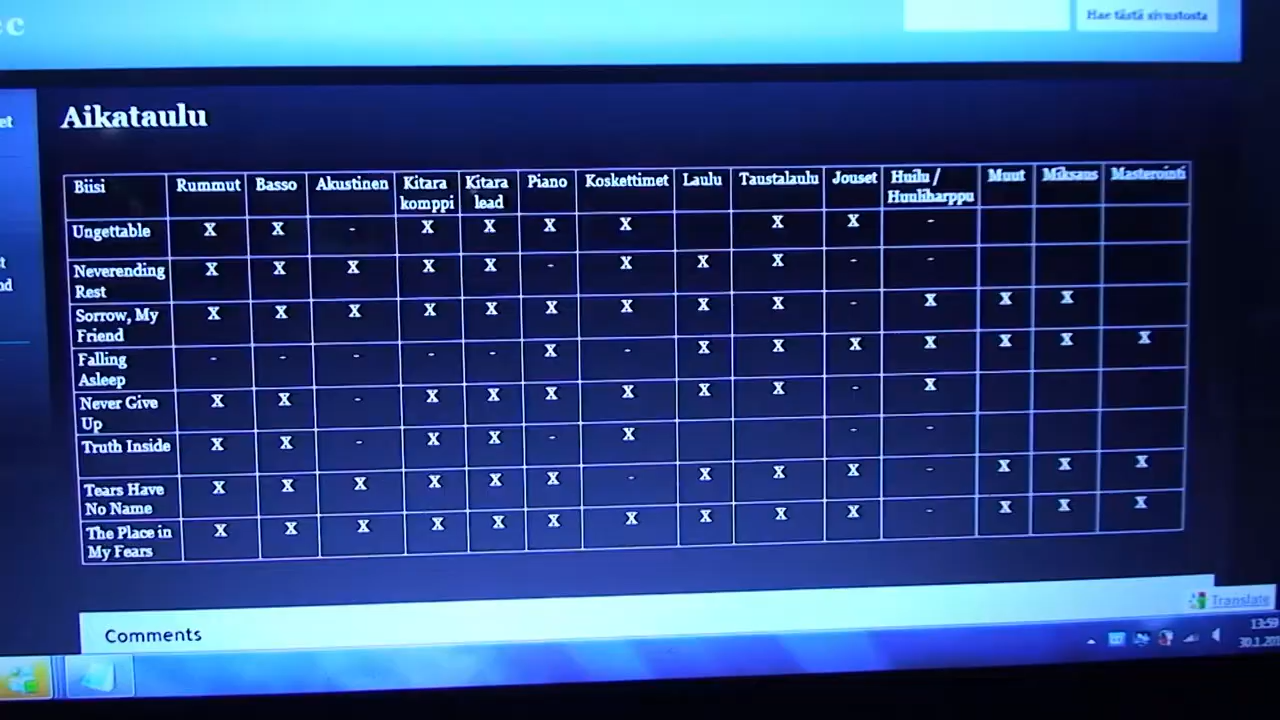 Hae tästä sivustosta
Aikataulu
Biisi Rummut Basso Akustinen Kitara komppi Kitara lead Piano Koskettimet Laulu Taustalaulu Jouset Huilu / Huuliharppu Muut Miksaus Masterointi
Ungettable X X - X X X X X X -
Neverending Rest X X X X X - X X X - -
Sorrow, My Friend X X X X X X X X X - X X X
Falling Asleep - - - - - X - X X X X X X X
Never Give Up X X - X X X X X X - X
Truth Inside X X - X X - X - -
Tears Have No Name X X X X X X - X X X - X X X
The Place in My Fears X X X X X X X X X X - X X X
Comments
Translate
13:59